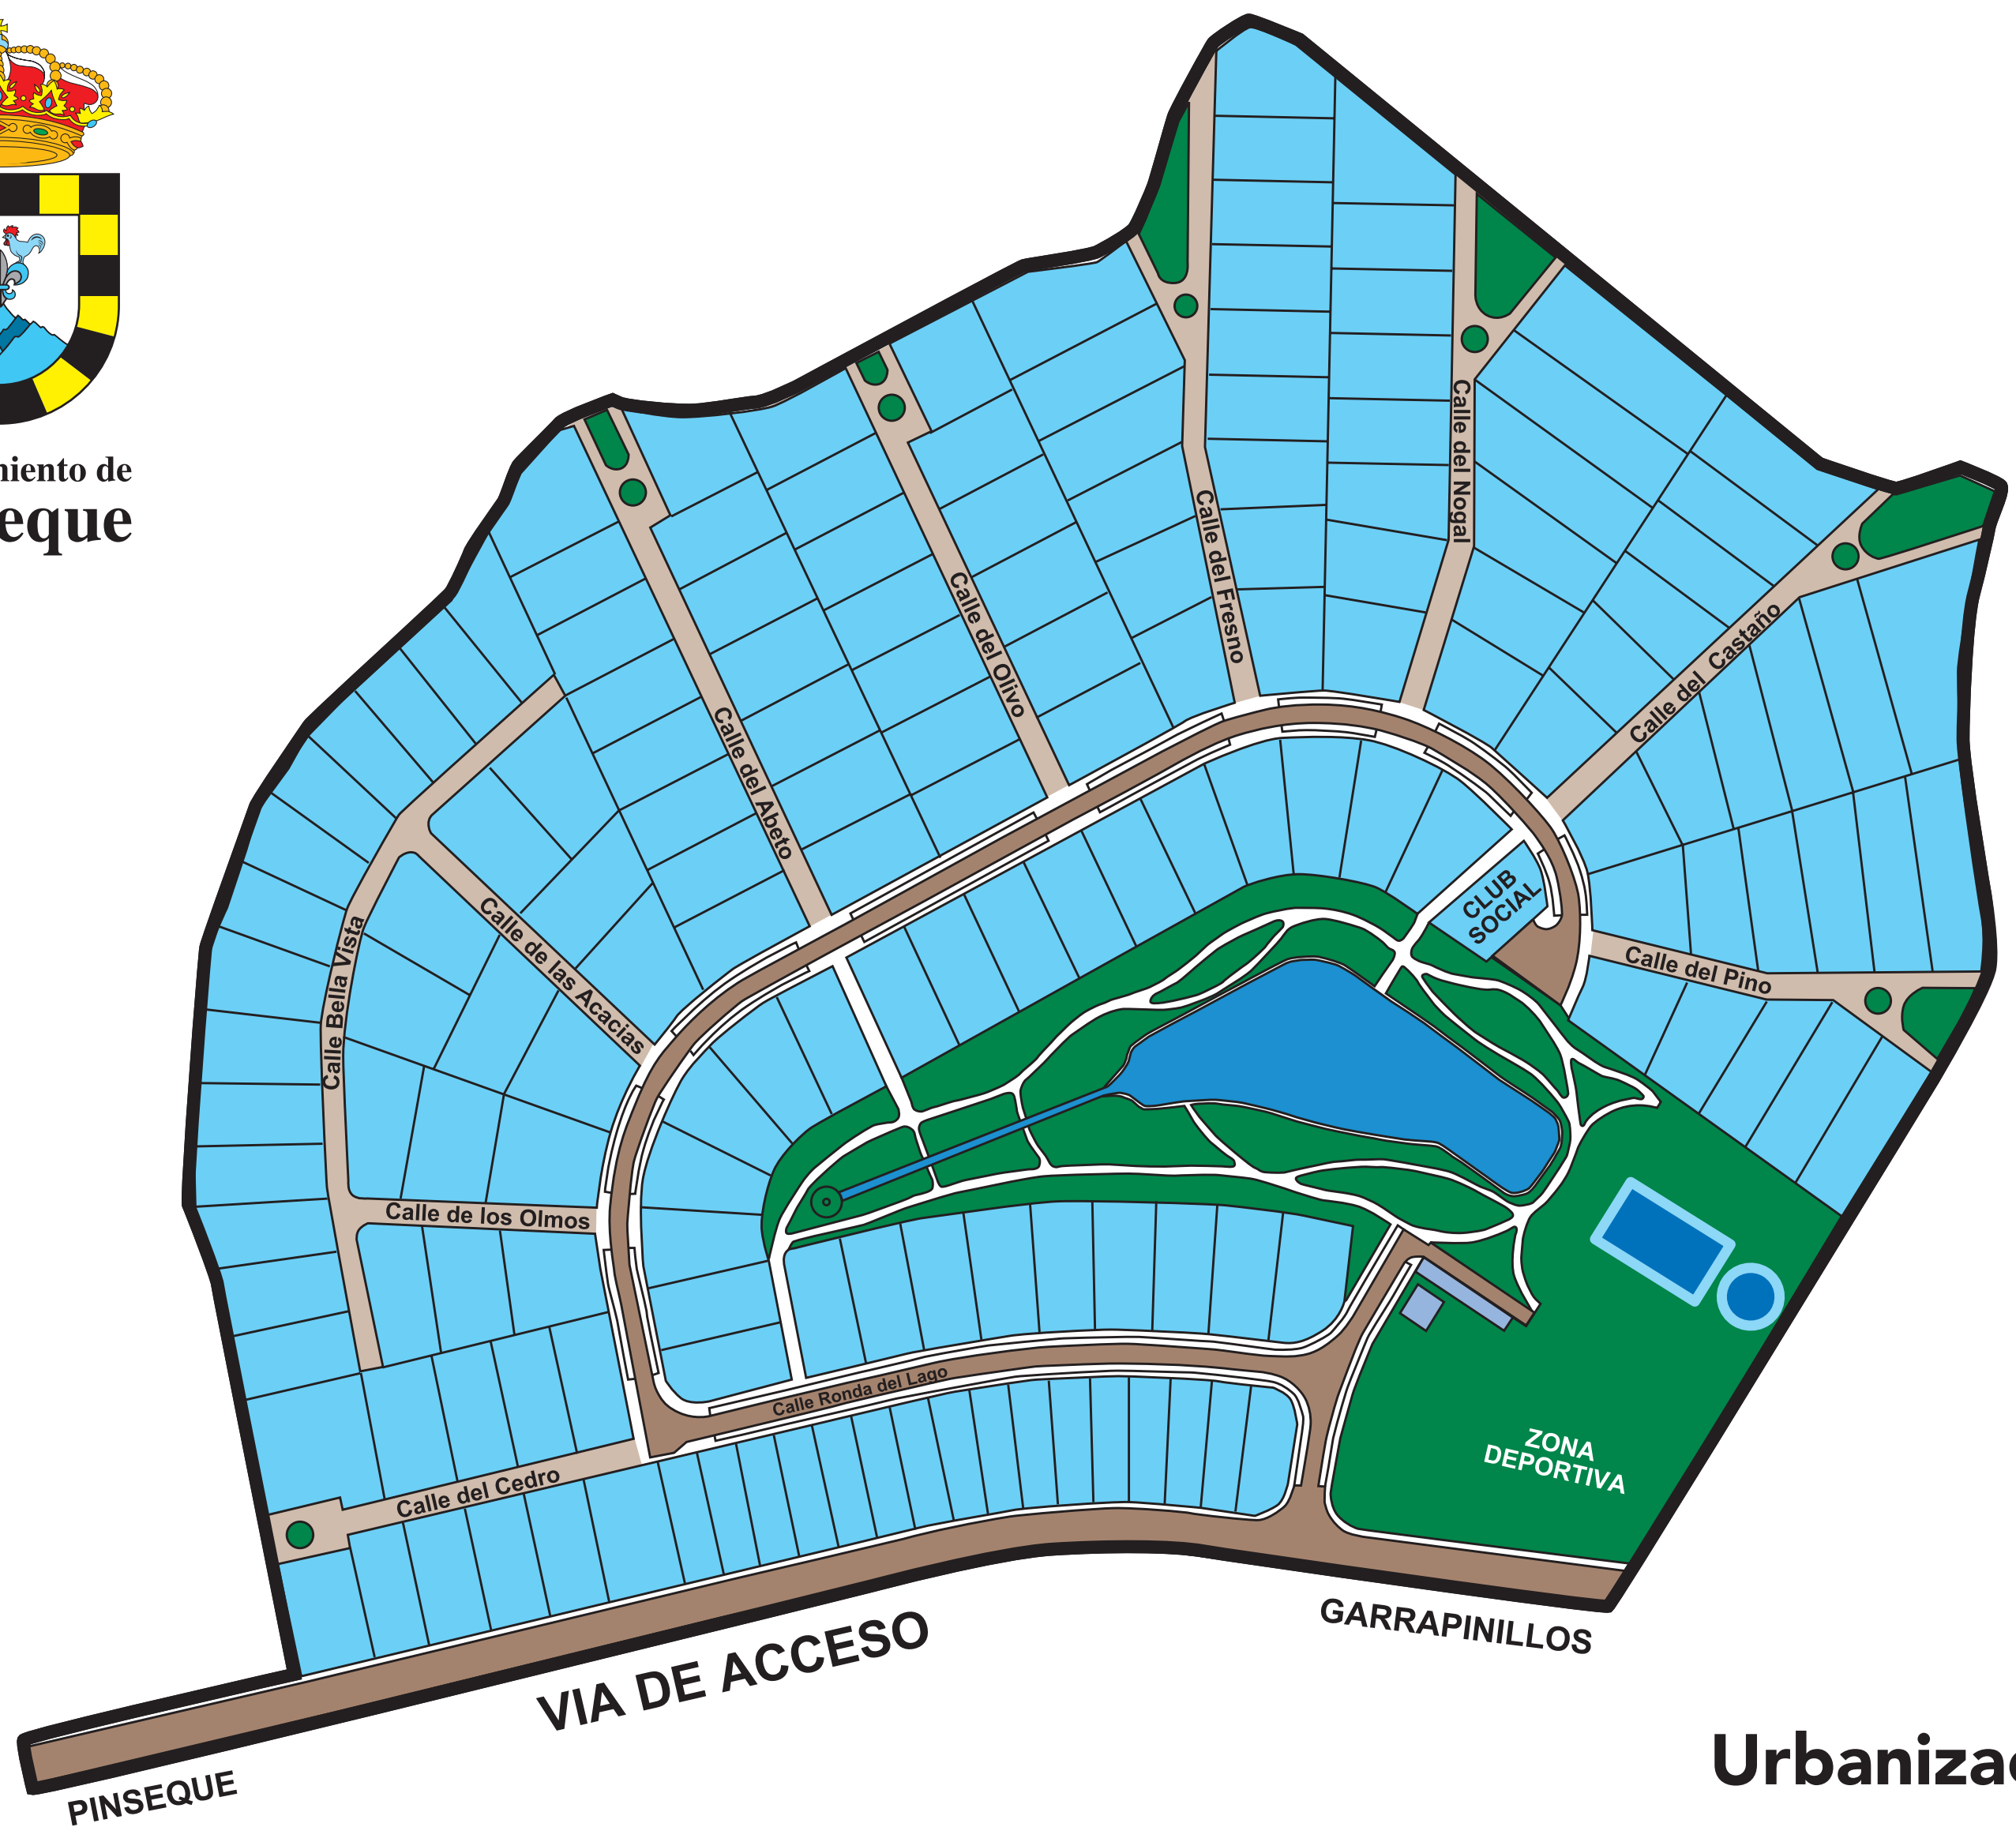 niento de
eque
Calle del Nogal
Calle del Fresno
Calle del Olivo
Calle del Castaño
Calle del Abeto
CLUB
SOCIAL
Calle de las Acacias
Calle Bella Vista
Calle del Pino
Calle de los Olmos
Calle Ronda del Lago
Calle del Cedro
ZONA
DEPORTIVA
VIA DE ACCESO
GARRAPINILLOS
PINSEQUE
Urbanizac